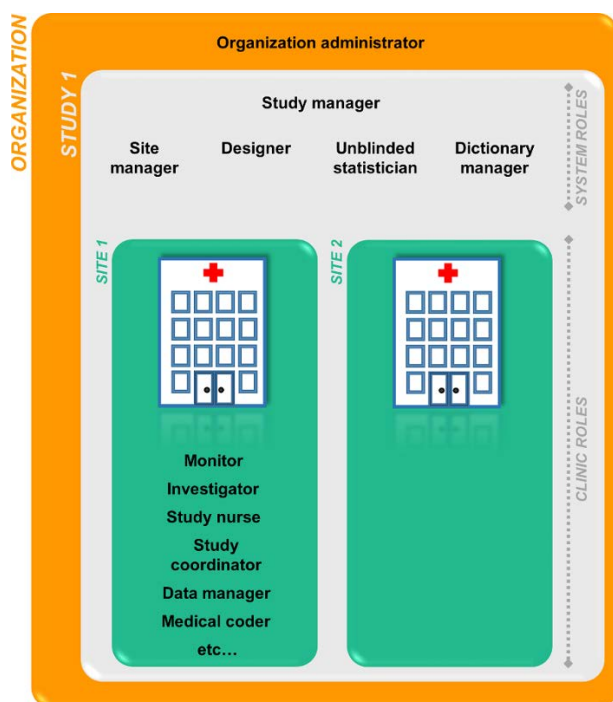 ORGANIZATION
Organization administrator
STUDY 1
Study manager
SYSTEM ROLES
Site
manager
Designer
Unblinded
statistician
Dictionary
manager
SITE 1
SITE 2
CLINIC ROLES
Monitor
Investigator
Study nurse
Study
coordinator
Data manager
Medical coder
etc…